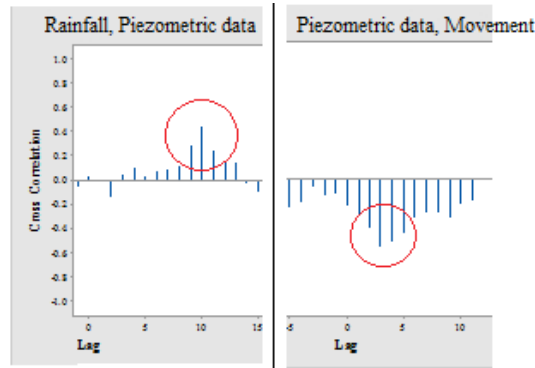 Rainfall, Piezometric data
Cross Correlation
1.0
0.8
0.6
0.4
0.2
0.0
-0.2
-0.4
-0.6
-0.8
-1.0
0 5 10 15
Lag
Piezometric data, Movement
-5 0 5 10
Lag